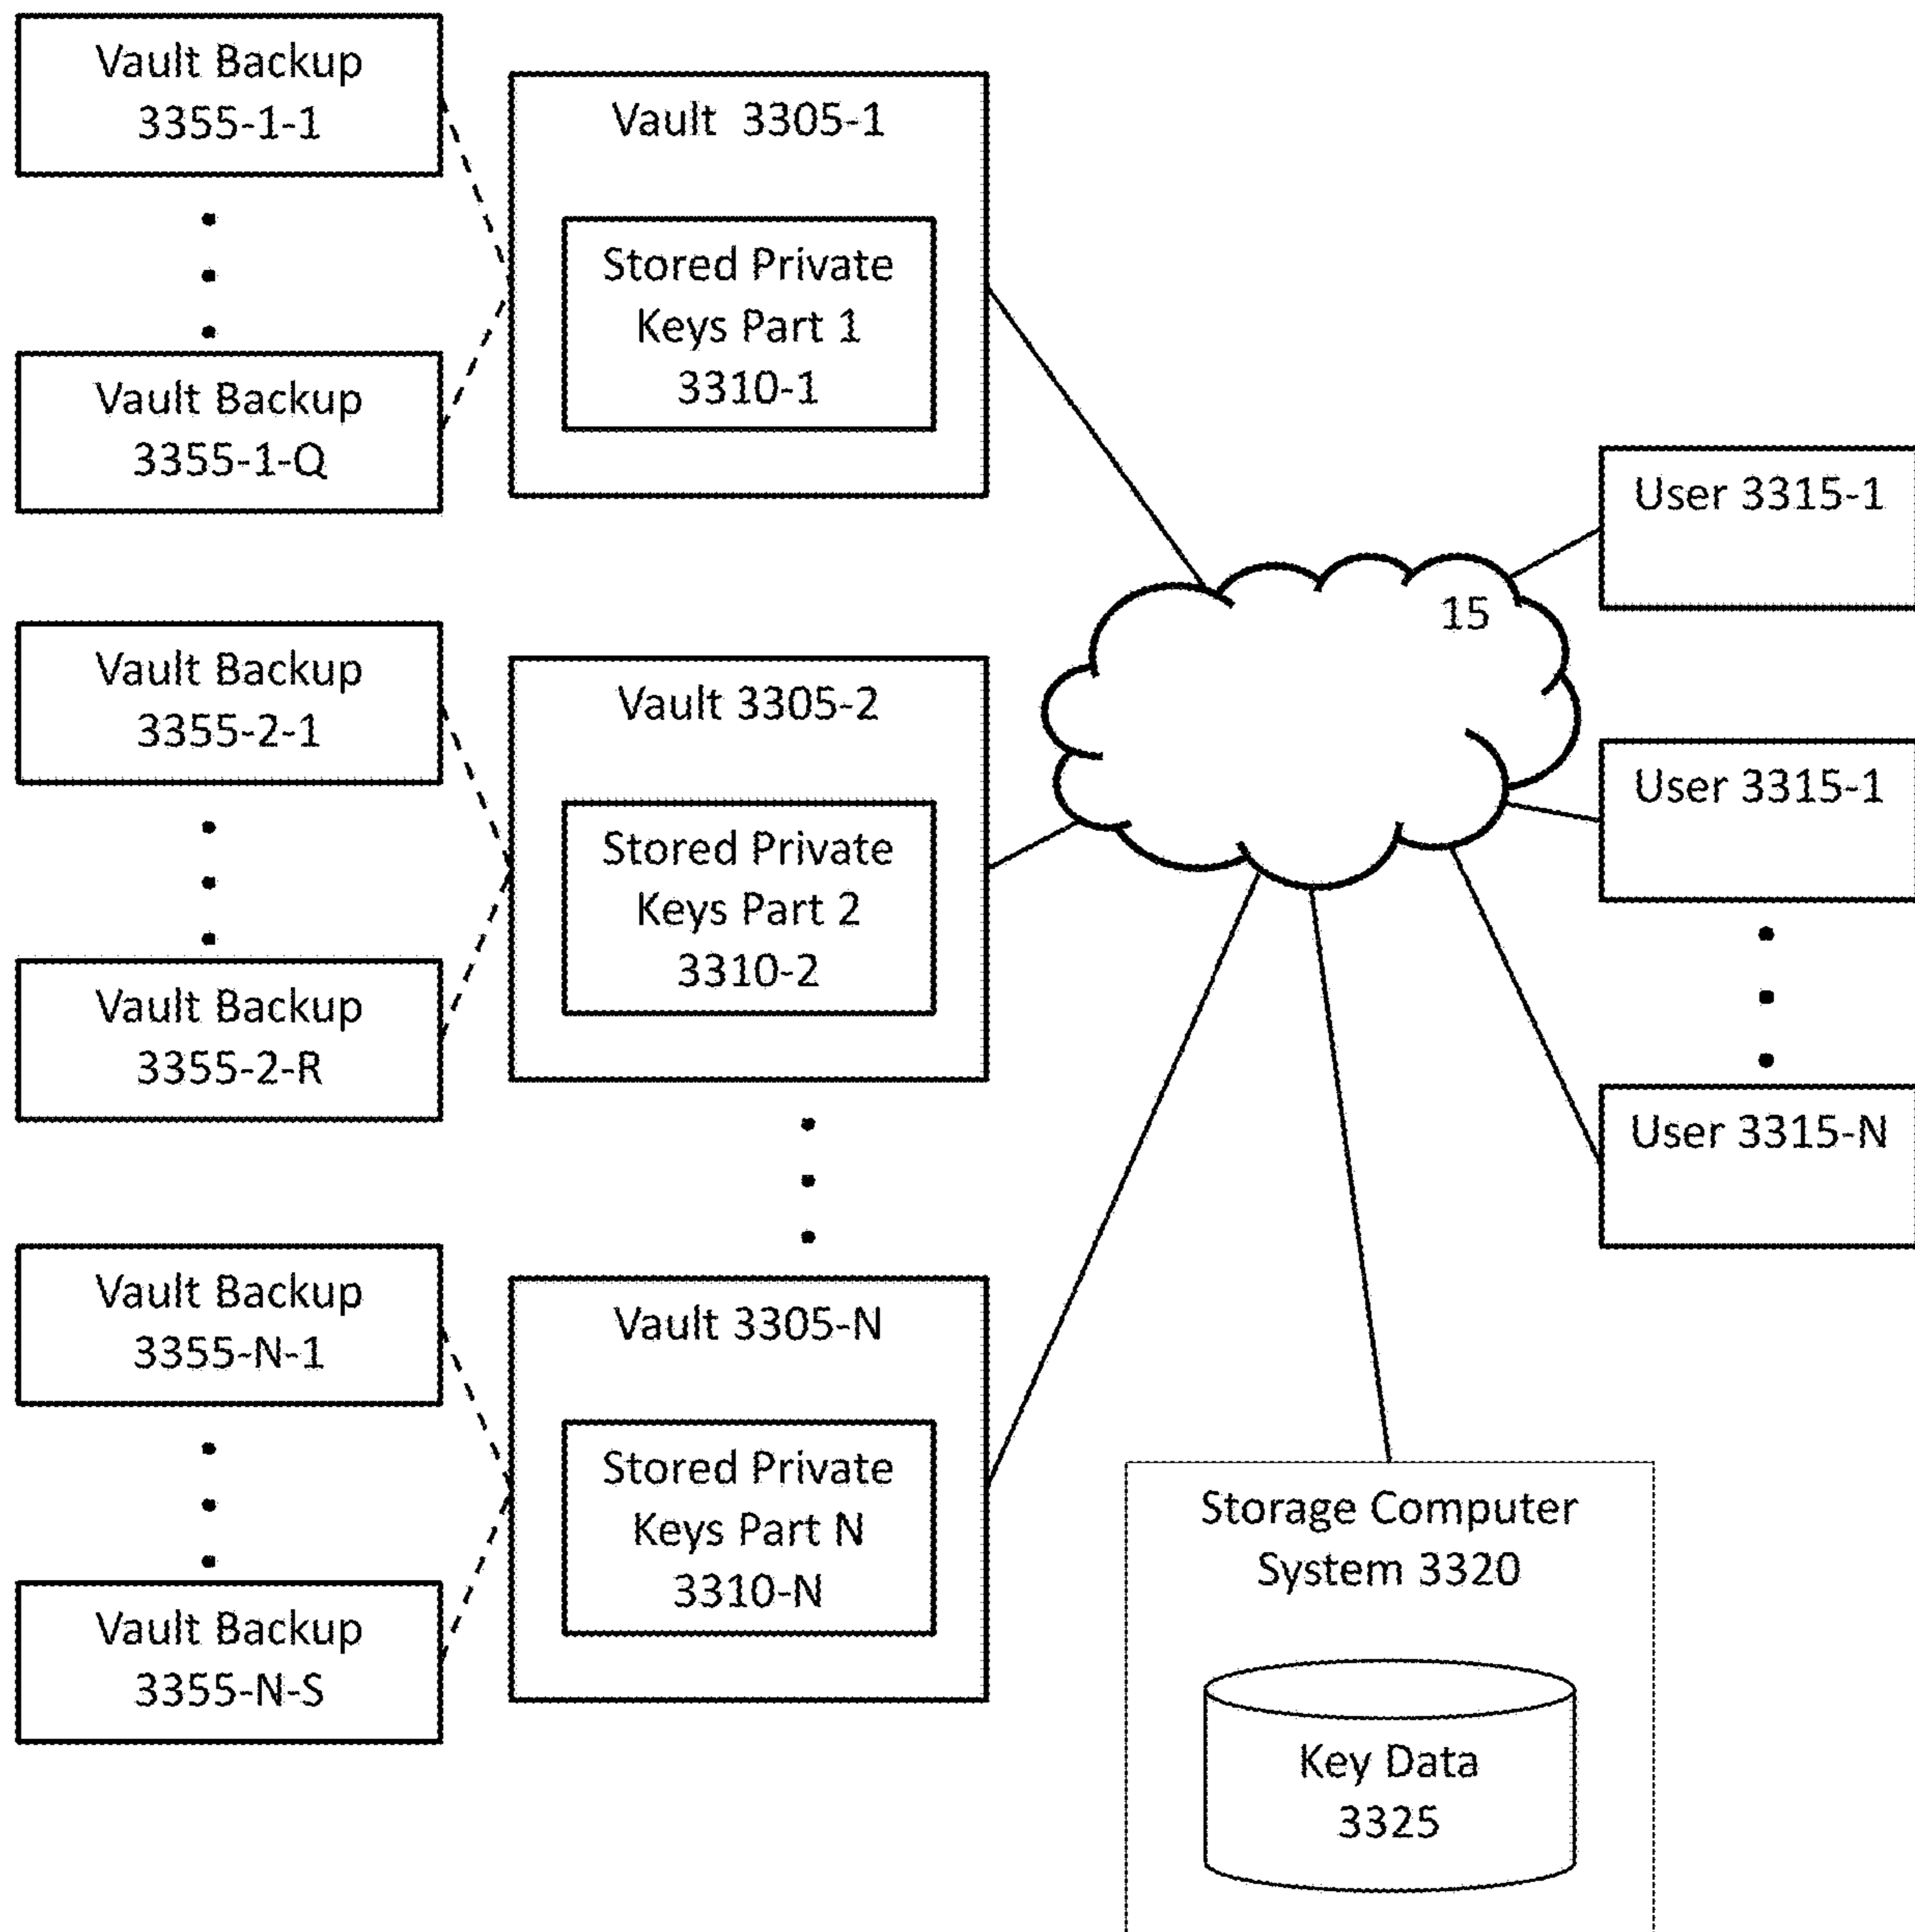 Vault Backup
3355-1-1
Vault Backup
3355-1-Q
Vault 3305-1
Stored Private
Keys Part 1
3310-1
Vault Backup
3355-2-1
Vault Backup
3355-2-R
Vault 3305-2
Stored Private
Keys Part 2
3310-2
Vault Backup
3355-N-1
Vault Backup
3355-N-S
Vault 3305-N
Stored Private
Keys Part N
3310-N
15
User 3315-1
User 3315-1
User 3315-N
Storage Computer
System 3320
Key Data
3325